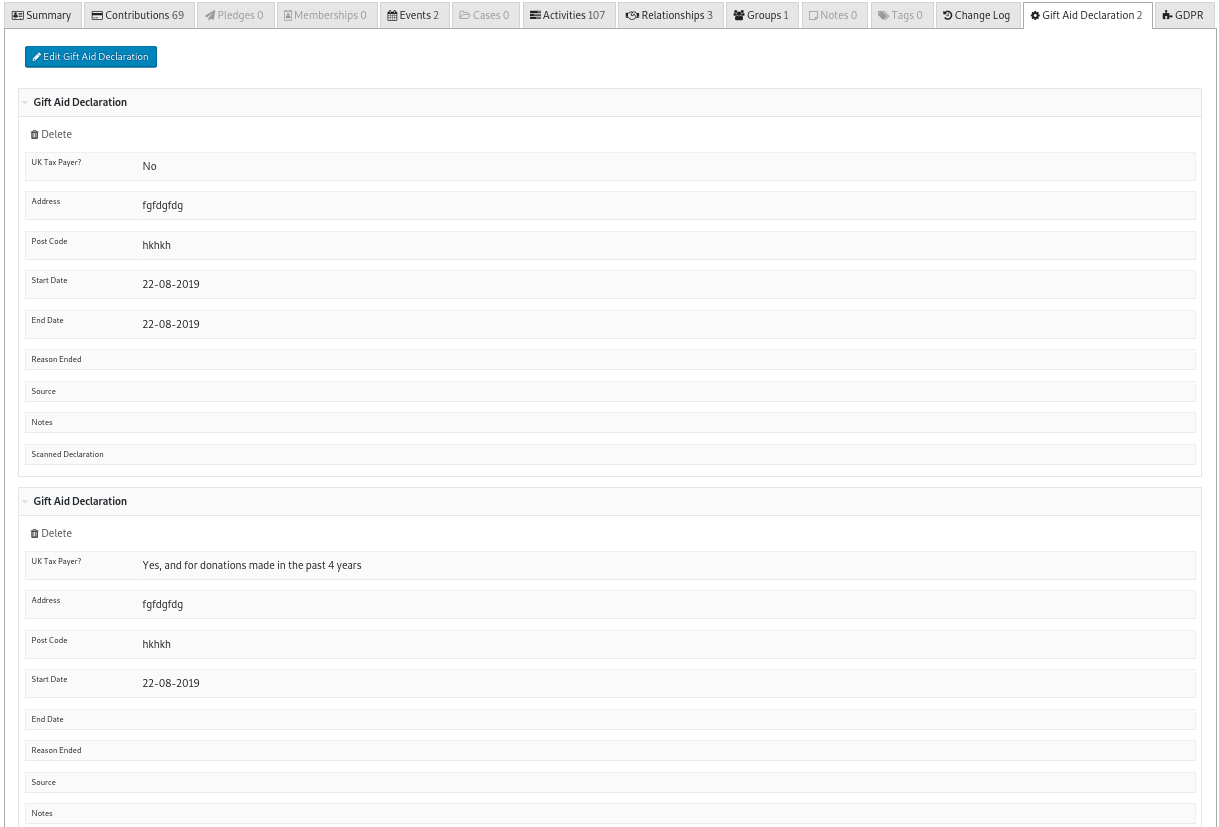 Summary Contributions 69 Pledges 0 Memberships 0 Events 2 Cases 0 Activities 107 Relationships 3 Groups 1 Notes 0 Tags 0 Change Log Gift Aid Declaration 2 GDPR
Edit Gift Aid Declaration
Gift Aid Declaration
Delete
UK Tax Payer? No
Address fgfdgfdg
Post Code hkhkh
Start Date 22-08-2019
End Date 22-08-2019
Reason Ended
Source
Notes
Scanned Declaration
Gift Aid Declaration
Delete
UK Tax Payer? Yes, and for donations made in the past 4 years
Address fgfdgfdg
Post Code hkhkh
Start Date 22-08-2019
End Date
Reason Ended
Source
Notes